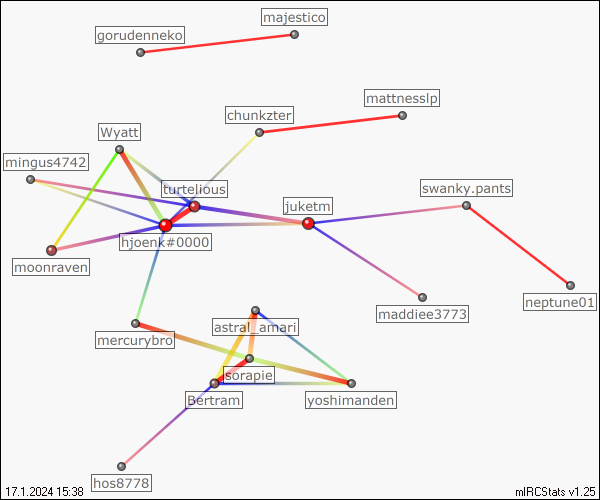 majestico
gorudenneko
mattnesslp
chunkzter
Wyatt
mingus4742
turtelious
swanky.pants
juketm
hjoenk#0000
moonraven
neptune01
maddiee3773
astral_amari
mercurybro
sorapie
Bertram
yoshimanden
hos8778
17.1.2024 15:38
mIRCStats v1.25